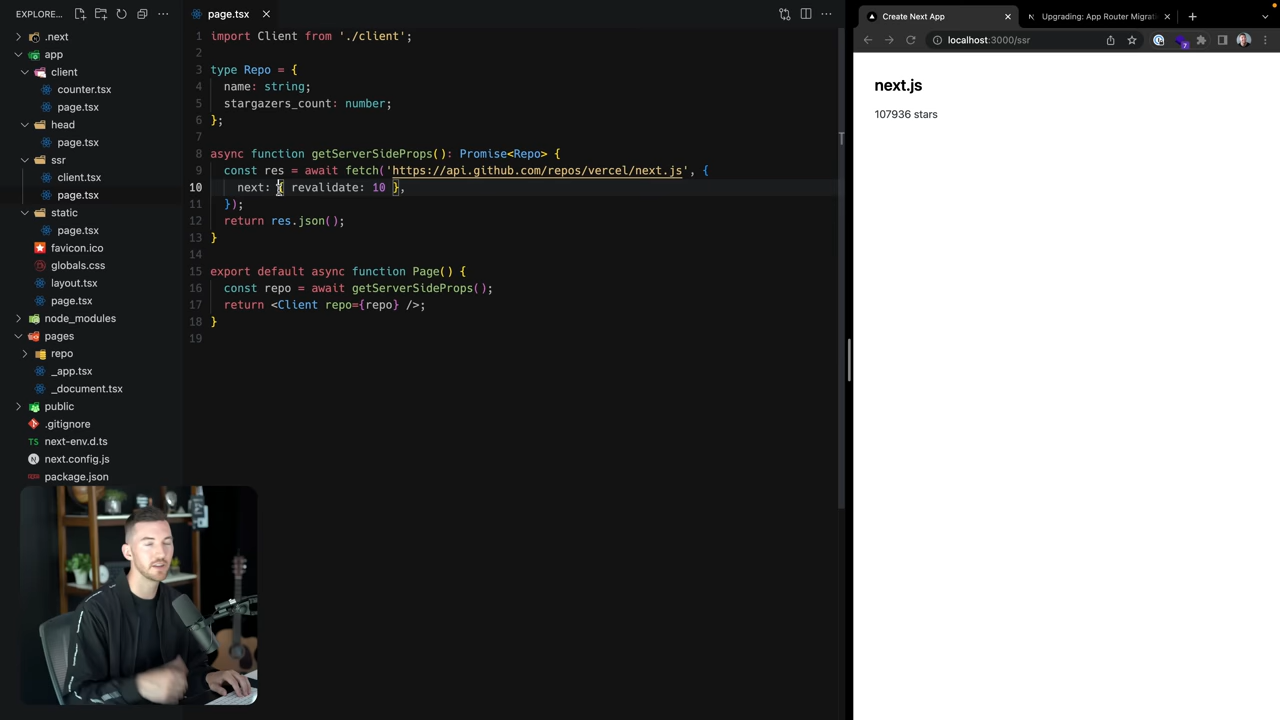 EXPLORE...
.next
app
client
counter.tsx
page.tsx
head
page.tsx
ssr
client.tsx
page.tsx
static
page.tsx
favicon.ico
globals.css
layout.tsx
page.tsx
node_modules
pages
repo
_app.tsx
_document.tsx
public
.gitignore
TS next-env.d.ts
next.config.js
package.json
page.tsx
1 import Client from './client';
2
3 type Repo = {
4 name: string;
5 stargazers_count: number;
6 };
7
8 async function getServerSideProps(): Promise<Repo> {
9 const res = await fetch('https://api.github.com/repos/vercel/next.js', {
10 next: { revalidate: 10 },
11 });
12 return res.json();
13 }
14
15 export default async function Page() {
16 const repo = await getServerSideProps();
17 return <Client repo={repo} />;
18 }
19
Create Next App
Upgrading: App Router Migrati
localhost:3000/ssr
7
next.js
107936 stars